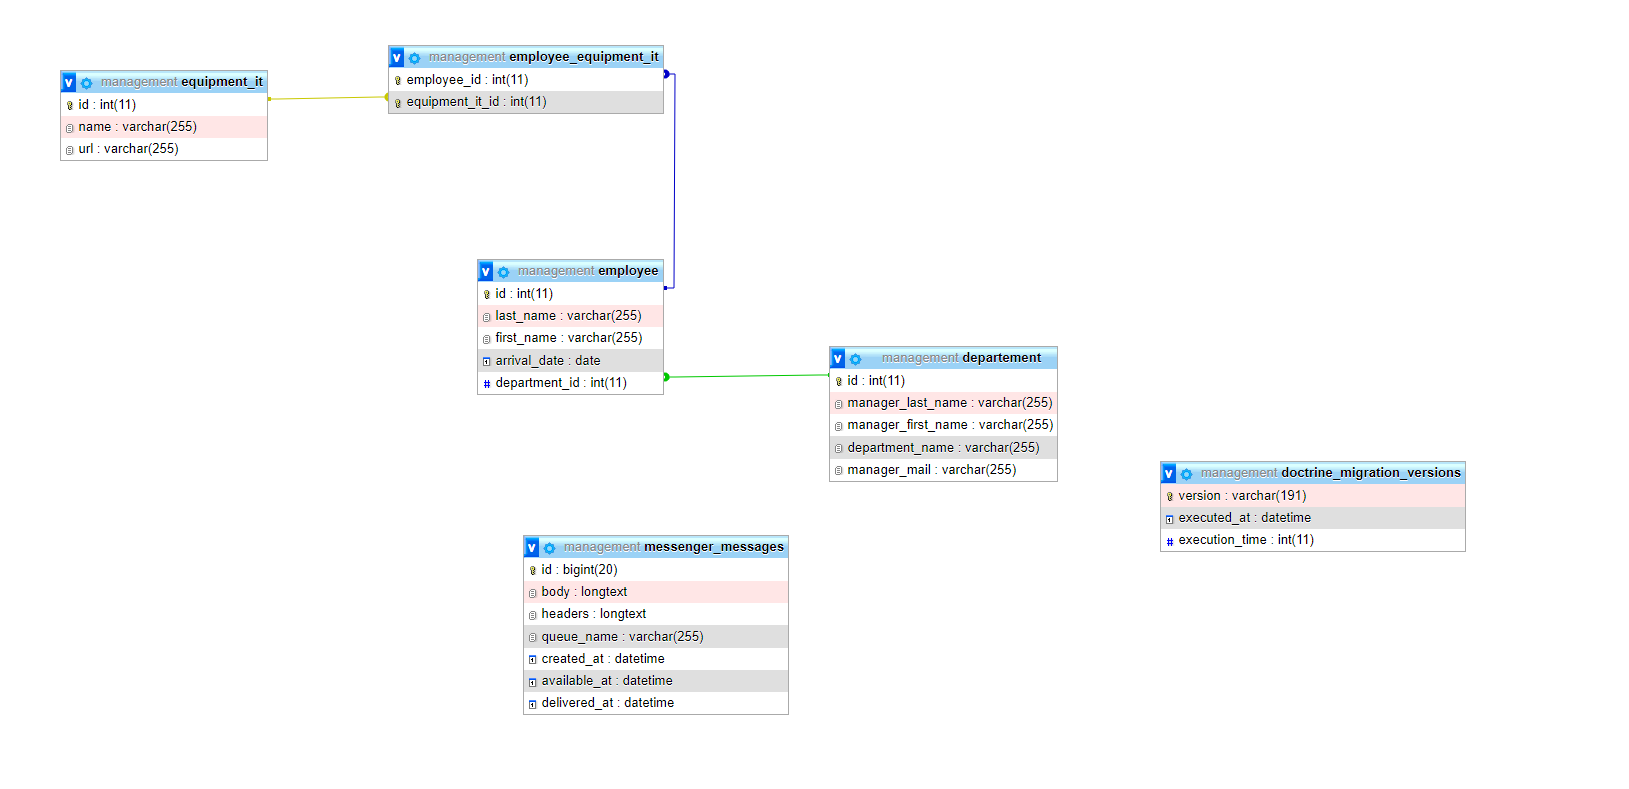 v management equipment_it
id : int(11)
name : varchar(255)
url : varchar(255)
v management employee_equipment_it
employee_id : int(11)
equipment_it_id : int(11)
v management employee
id : int(11)
last_name : varchar(255)
first_name : varchar(255)
arrival_date : date
# department_id : int(11)
v management departement
id : int(11)
manager_last_name : varchar(255)
manager_first_name : varchar(255)
department_name : varchar(255)
manager_mail : varchar(255)
v management doctrine_migration_versions
version : varchar(191)
executed_at : datetime
# execution_time : int(11)
v management messenger_messages
id : bigint(20)
body : longtext
headers : longtext
queue_name : varchar(255)
created_at : datetime
available_at : datetime
delivered_at : datetime